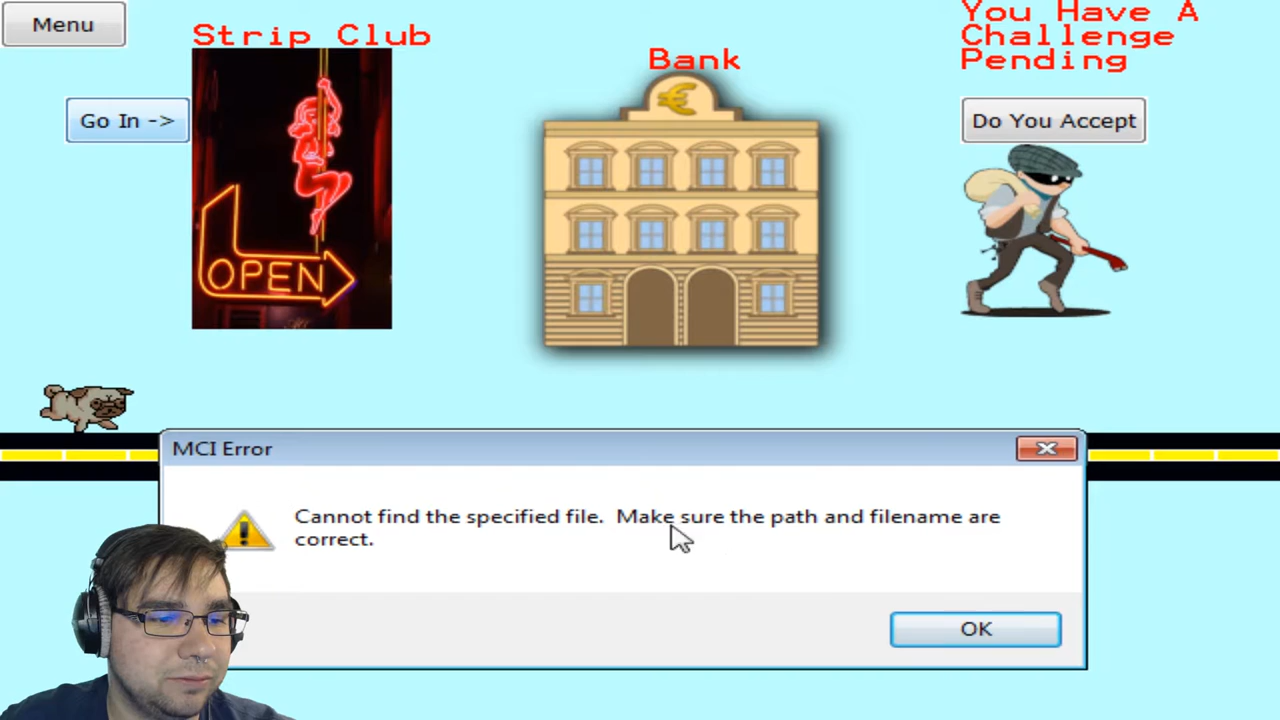 Menu
Strip Club
Go In ->
OPEN
Bank
€
You Have A
Challenge
Pending
Do You Accept
MCI Error
Cannot find the specified file.  Make sure the path and filename are
correct.
OK